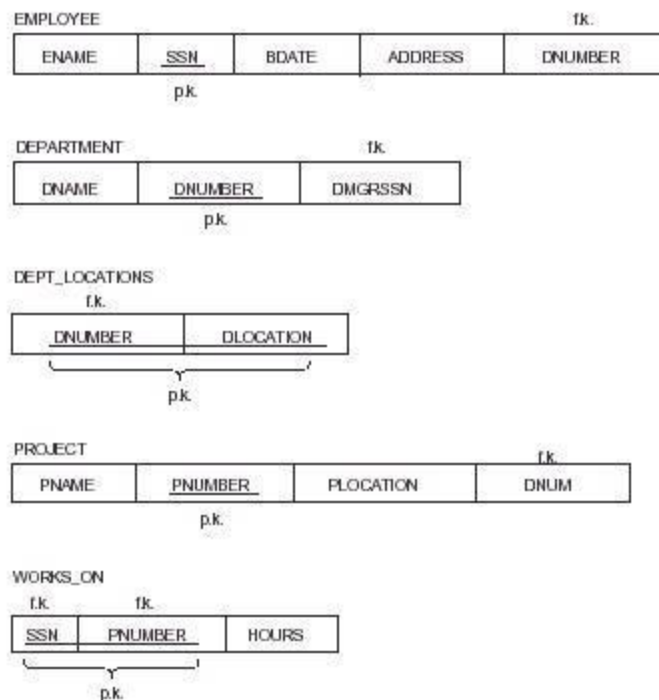 EMPLOYEE f.k.
ENAME SSN BDATE ADDRESS DNUMBER
p.k.
DEPARTMENT f.k.
DNAME DNUMBER DMGRSSN
p.k.
DEPT_LOCATIONS
f.k.
DNUMBER DLOCATION
p.k.
PROJECT f.k.
PNAME PNUMBER PLOCATION DNUM
p.k.
WORKS_ON
f.k. f.k.
SSN PNUMBER HOURS
p.k.